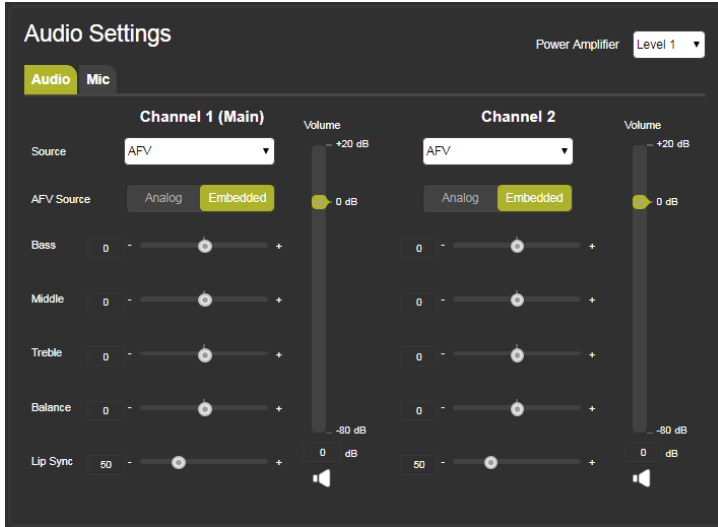 Audio Settings
Power Amplifier Level 1
Audio Mic
Channel 1 (Main) Volume Channel 2 Volume
+20 dB +20 dB
Source AFV AFV
AFV Source Analog Embedded 0 dB Analog Embedded 0 dB
Bass 0 - + 0 - +
Middle 0 - + 0 - +
Treble 0 - + 0 - +
Balance 0 - + 0 - +
-80 dB -80 dB
Lip Sync 50 - + 0 dB 50 - + 0 dB